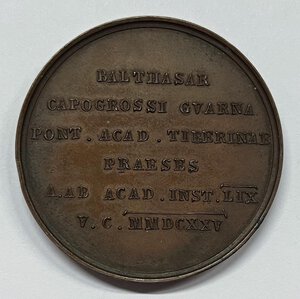 BALTHASAR
CAPOGROSSI GVARNA
PONT . ACAD . TIBERINAE
PRAESES
A. AB ACAD . INST. LIX
V. C. MMDCXXV